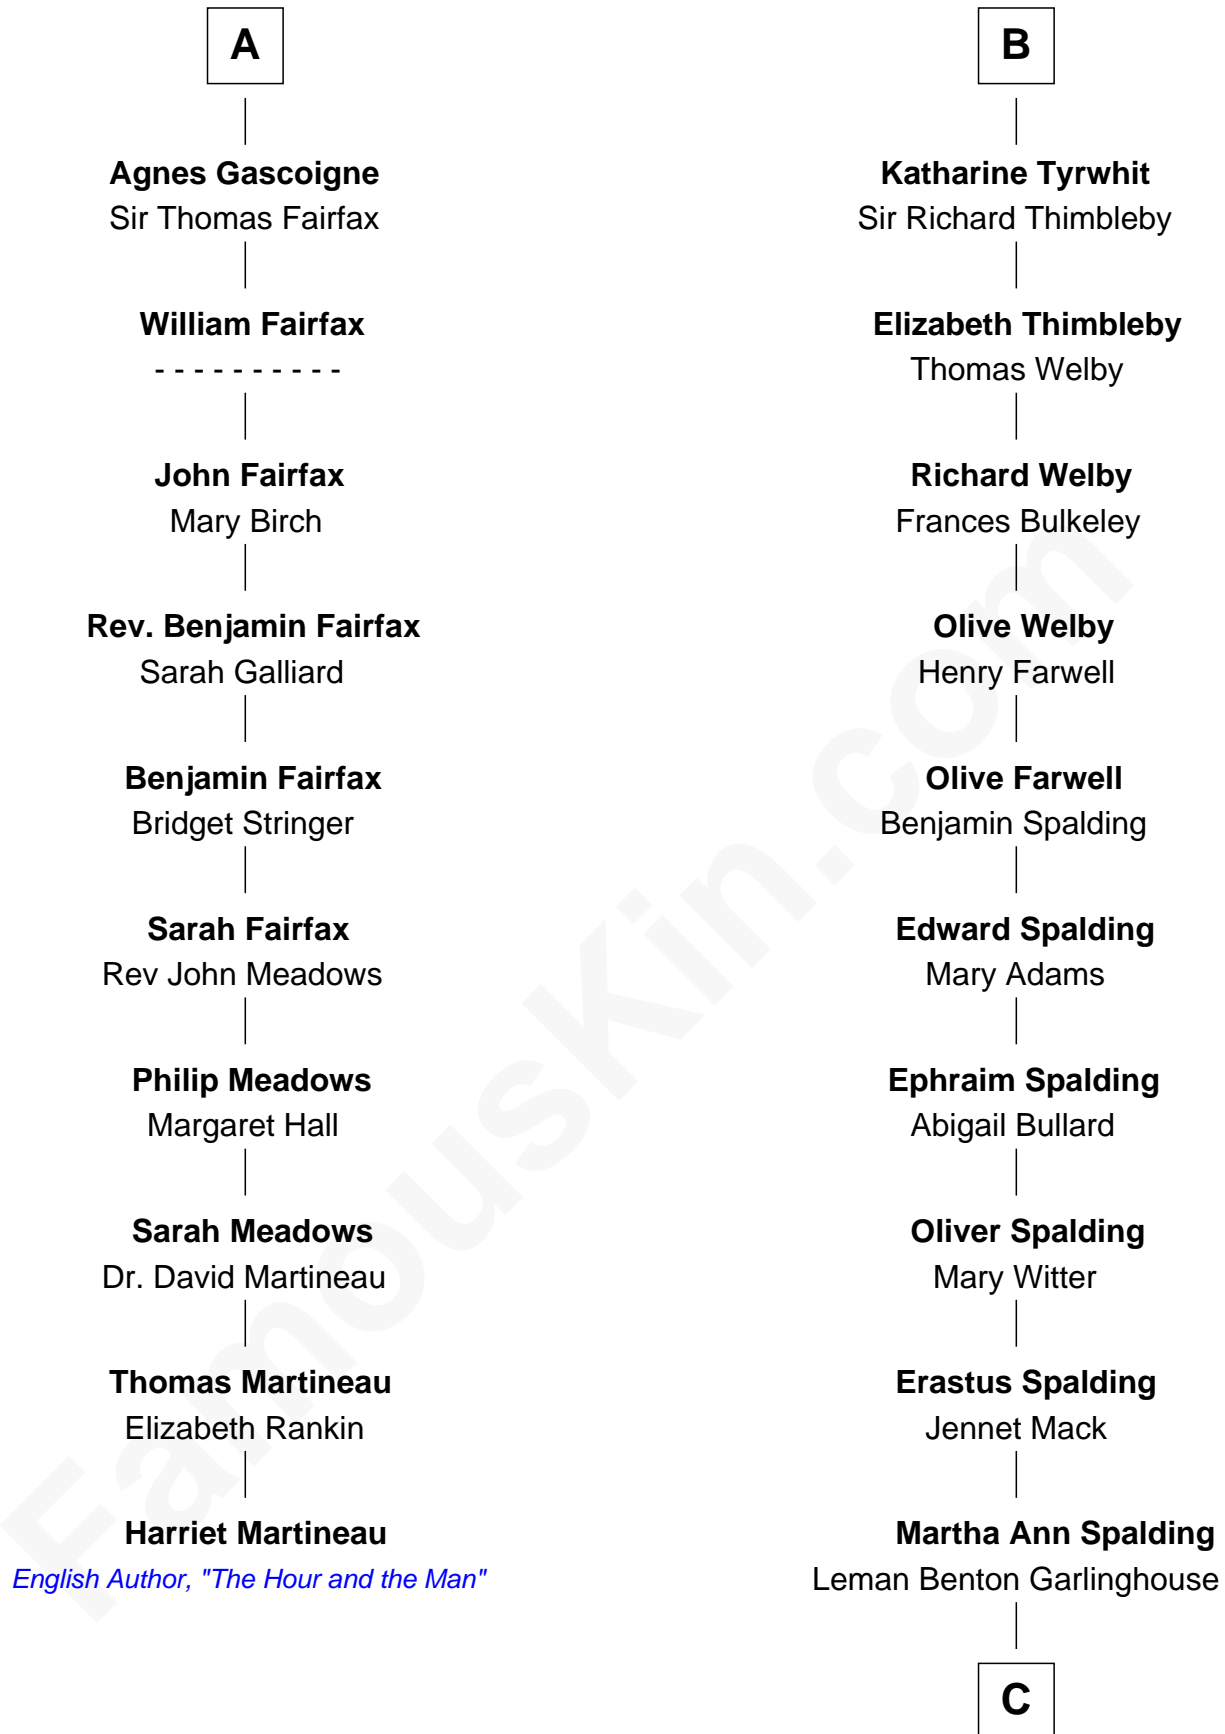 A
Agnes Gascoigne
Sir Thomas Fairfax
William Fairfax
- - - - - - - - - -
John Fairfax
Mary Birch
Rev. Benjamin Fairfax
Sarah Galliard
Benjamin Fairfax
Bridget Stringer
Sarah Fairfax
Rev John Meadows
Philip Meadows
Margaret Hall
Sarah Meadows
Dr. David Martineau
Thomas Martineau
Elizabeth Rankin
Harriet Martineau
English Author, "The Hour and the Man"
B
Katharine Tyrwhit
Sir Richard Thimbleby
Elizabeth Thimbleby
Thomas Welby
Richard Welby
Frances Bulkeley
Olive Welby
Henry Farwell
Olive Farwell
Benjamin Spalding
Edward Spalding
Mary Adams
Ephraim Spalding
Abigail Bullard
Oliver Spalding
Mary Witter
Erastus Spalding
Jennet Mack
Martha Ann Spalding
Leman Benton Garlinghouse
C
FamousKin.com